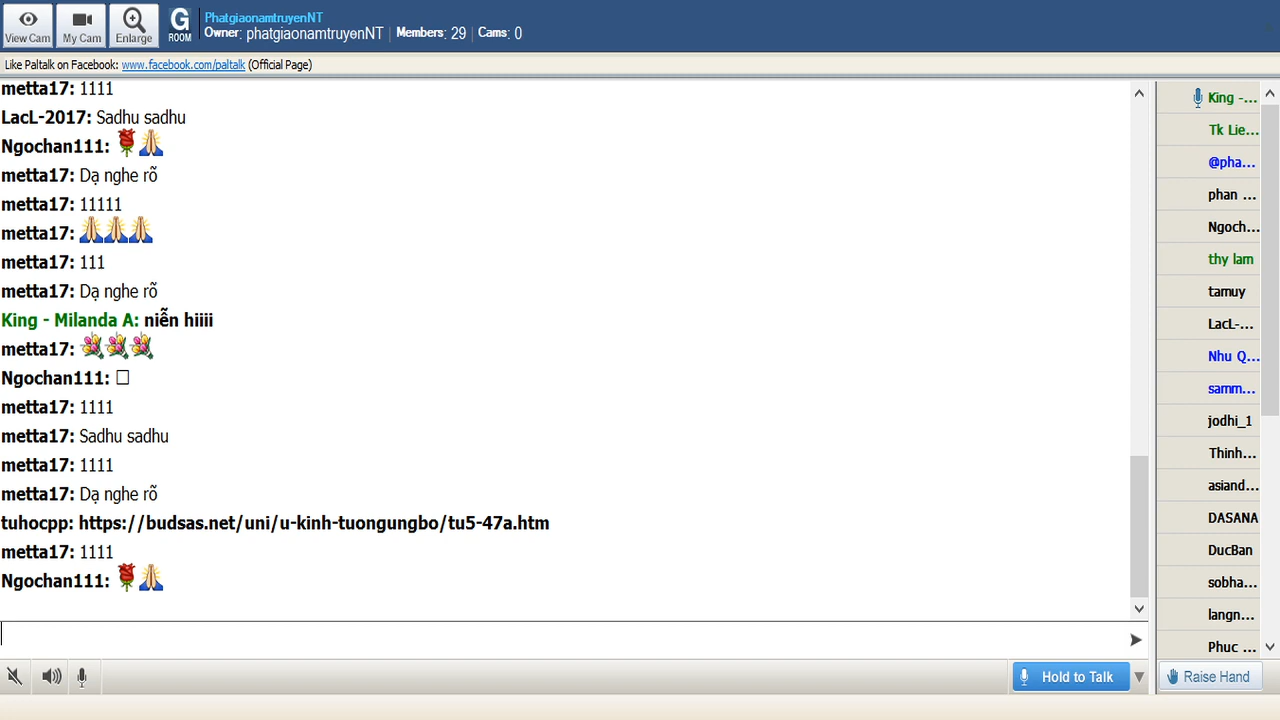 View Cam
My Cam
Enlarge
G
ROOM
PhatgiaonamtruyenNT
Owner: phatgiaonamtruyenNT | Members: 29 | Cams: 0
Like Paltalk on Facebook: www.facebook.com/paltalk (Official Page)
metta17: 1111
LacL-2017: Sadhu sadhu
Ngochan111: 🌹🙏
metta17: Dạ nghe rõ
metta17: 11111
metta17: 🙏🙏🙏
metta17: 111
metta17: Dạ nghe rõ
King - Milanda A: niễn hiiii
metta17: 💐💐💐
Ngochan111: □
metta17: 1111
metta17: Sadhu sadhu
metta17: 1111
metta17: Dạ nghe rõ
tuhocpp: https://budsas.net/uni/u-kinh-tuongungbo/tu5-47a.htm
metta17: 1111
Ngochan111: 🌹🙏
King -...
Tk Lie...
@pha...
phan ...
Ngoch...
thy lam
tamuy
LacL-...
Nhu Q...
samm...
jodhi_1
Thinh...
asiand...
DASANA
DucBan
sobha...
langn...
Phuc ...
Hold to Talk
Raise Hand